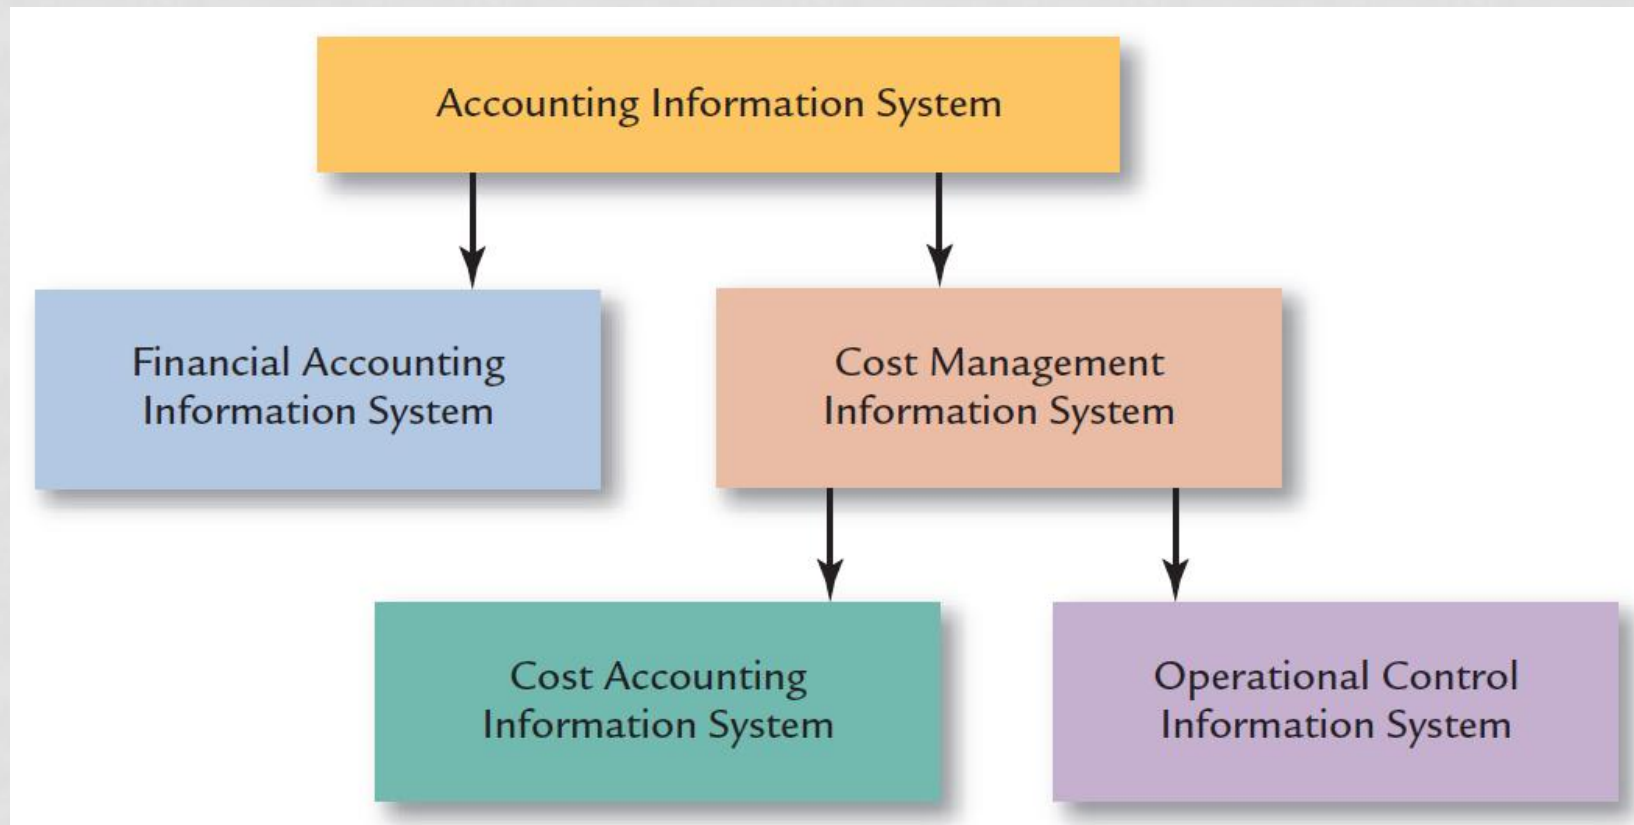 Accounting Information System
Financial Accounting
Information System
Cost Management
Information System
Cost Accounting
Information System
Operational Control
Information System